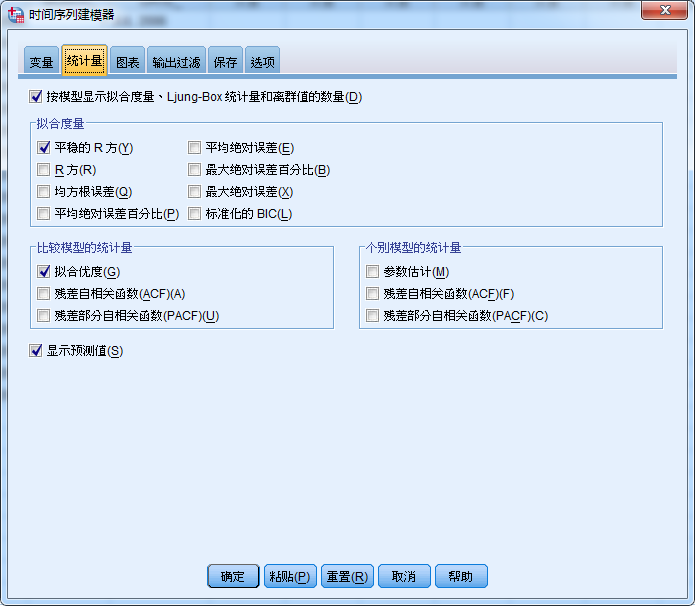 时间序列建模器
变量 统计量 图表 输出过滤 保存 选项
按模型显示拟合度量、Ljung-Box 统计量和离群值的数量(D)
拟合度量
平稳的 R 方(Y) 平均绝对误差(E)
R 方(R) 最大绝对误差百分比(B)
均方根误差(Q) 最大绝对误差(X)
平均绝对误差百分比(P) 标准化的 BIC(L)
比较模型的统计量 个别模型的统计量
拟合优度(G) 参数估计(M)
残差自相关函数(ACF)(A) 残差自相关函数(ACF)(F)
残差部分自相关函数(PACF)(U) 残差部分自相关函数(PACF)(C)
显示预测值(S)
确定 粘贴(P) 重置(R) 取消 帮助